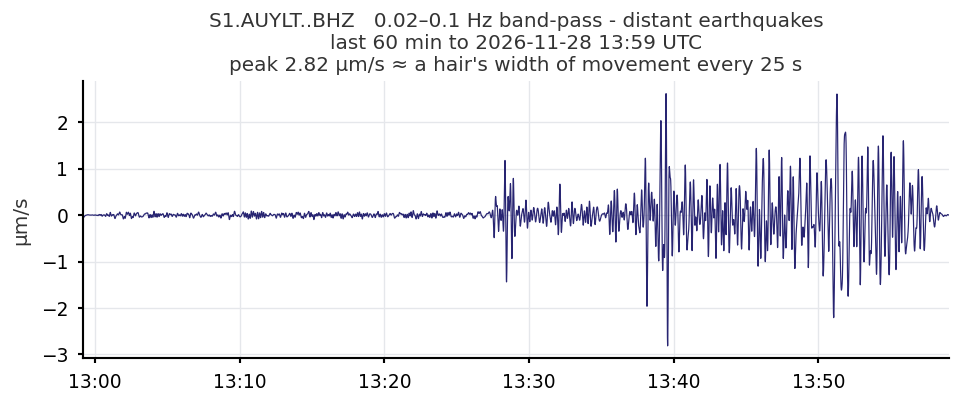 S1.AUYLT..BHZ   0.02–0.1 Hz band-pass - distant earthquakes
last 60 min to 2026-11-28 13:59 UTC
peak 2.82 µm/s ≈ a hair's width of movement every 25 s
µm/s
2
1
0
−1
−2
−3
13:00 13:10 13:20 13:30 13:40 13:50